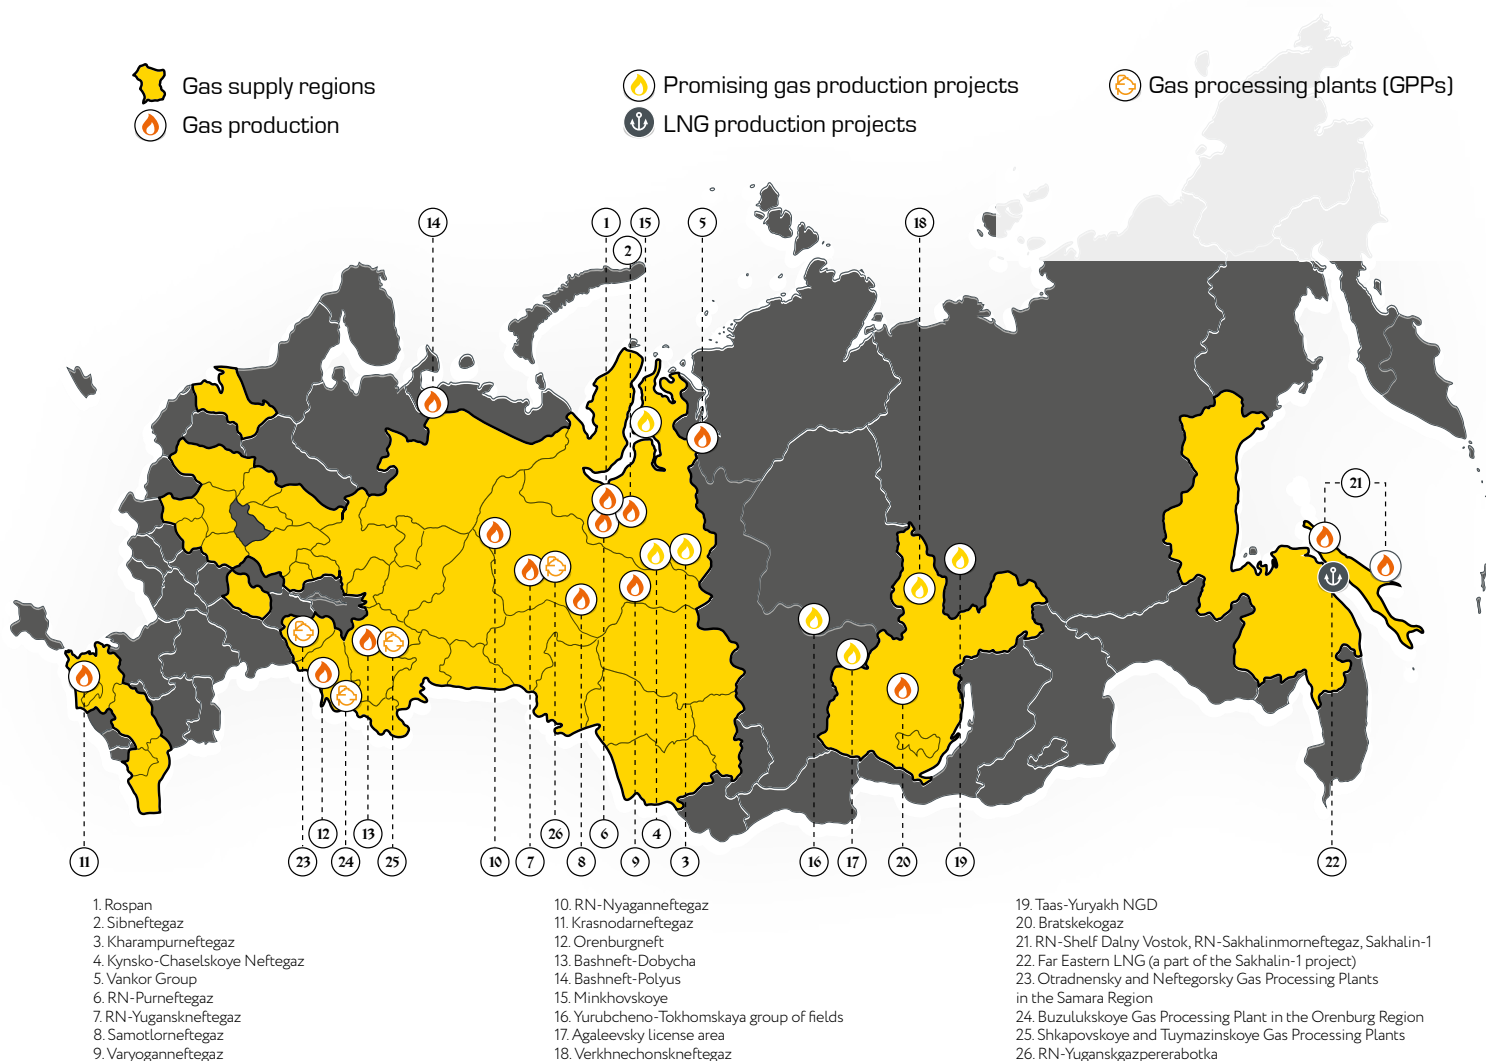 Gas supply regions
Gas production
Promising gas production projects
LNG production projects
Gas processing plants (GPPs)
14
1
15
5
18
2
21
12
13
26
6
4
11
23
24
25
10
7
8
9
3
16
17
20
19
22
1. Rospan
2. Sibneftegaz
3. Kharampurneftegaz
4. Kynsko-Chaselskoye Neftegaz
5. Vankor Group
6. RN-Purneftegaz
7. RN-Yuganskneftegaz
8. Samotlorneftegaz
9. Varyoganneftegaz
10. RN-Nyaganneftegaz
11. Krasnodarneftegaz
12. Orenburgneft
13. Bashneft-Dobycha
14. Bashneft-Polyus
15. Minkhovskoye
16. Yurubcheno-Tokhomskaya group of fields
17. Agaleevsky license area
18. Verkhnechonskneftegaz
19. Taas-Yuryakh NGD
20. Bratskekogaz
21. RN-Shelf Dalny Vostok, RN-Sakhalinmorneftegaz, Sakhalin-1
22. Far Eastern LNG (a part of the Sakhalin-1 project)
23. Otradnensky and Neftegorsky Gas Processing Plants
in the Samara Region
24. Buzulukskoye Gas Processing Plant in the Orenburg Region
25. Shkapovskoye and Tuymazinskoye Gas Processing Plants
26. RN-Yuganskgazpererabotka